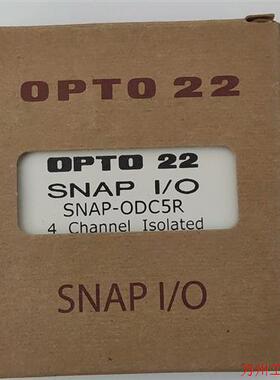 OPTO 22
OPTO 22
SNAP I/O
SNAP-ODC5R
4 Channel Isolated
SNAP I/O